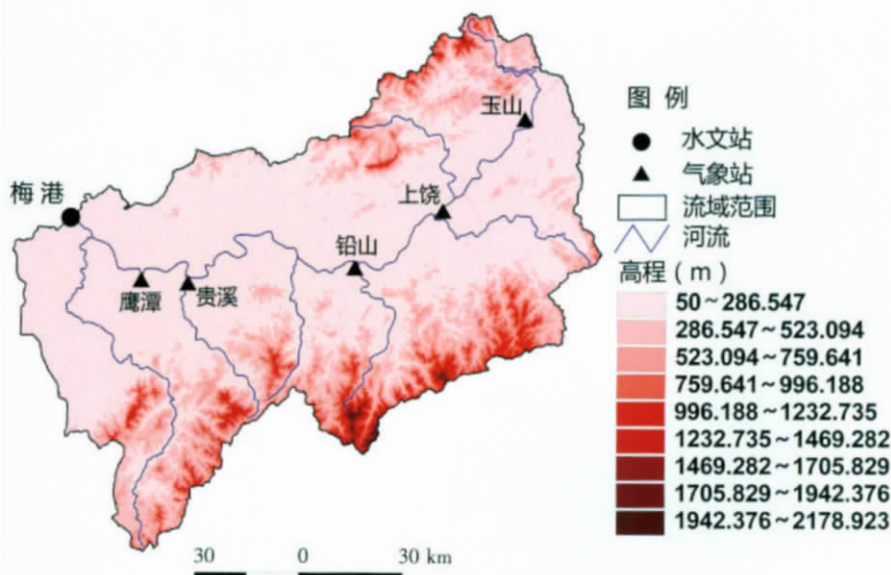 玉山
上饶
梅港
铅山
鹰潭
贵溪
图 例
水文站
气象站
流域范围
河流
高程(m)
50~286.547
286.547~523.094
523.094~759.641
759.641~996.188
996.188~1232.735
1232.735~1469.282
1469.282~1705.829
1705.829~1942.376
1942.376~2178.923
30 0 30 km